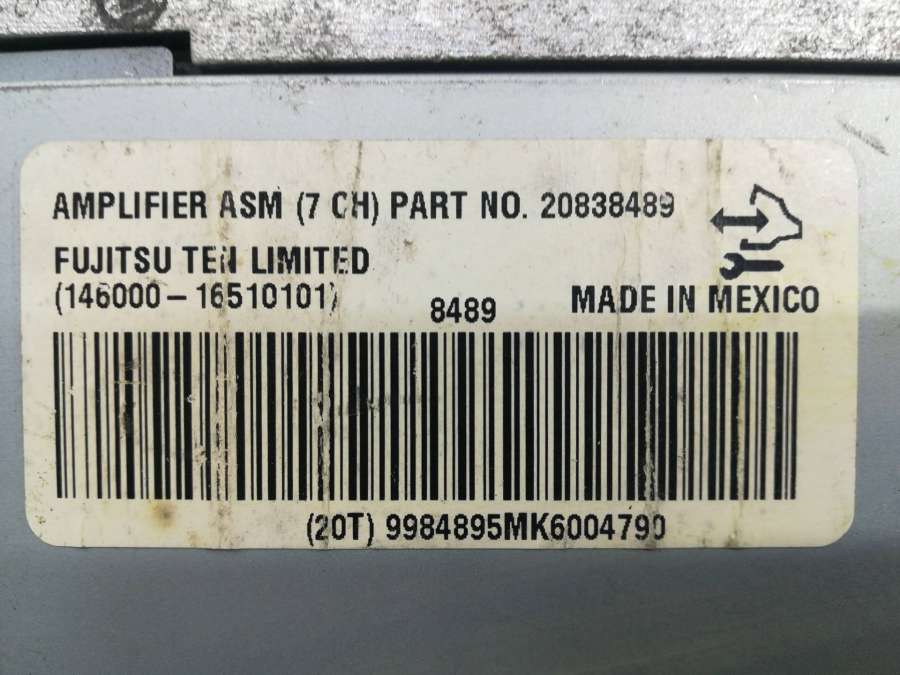 AMPLIFIER ASM (7 CH) PART NO. 20838489
FUJITSU TEN LIMITED
(146000-16510101)
8489
MADE IN MEXICO
(20T) 9984895MK6004790